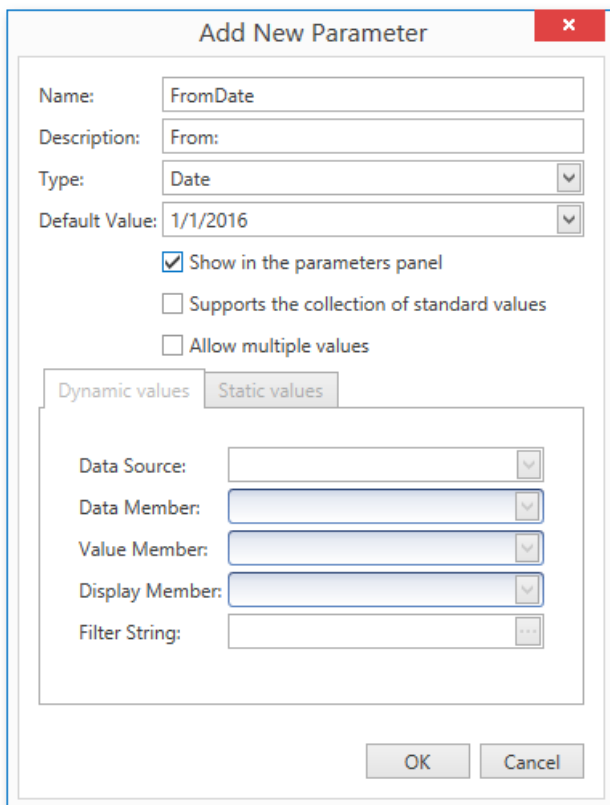 Add New Parameter
Name: FromDate
Description: From:
Type: Date
Default Value: 1/1/2016
Show in the parameters panel
Supports the collection of standard values
Allow multiple values
Dynamic values Static values
Data Source:
Data Member:
Value Member:
Display Member:
Filter String:
OK Cancel